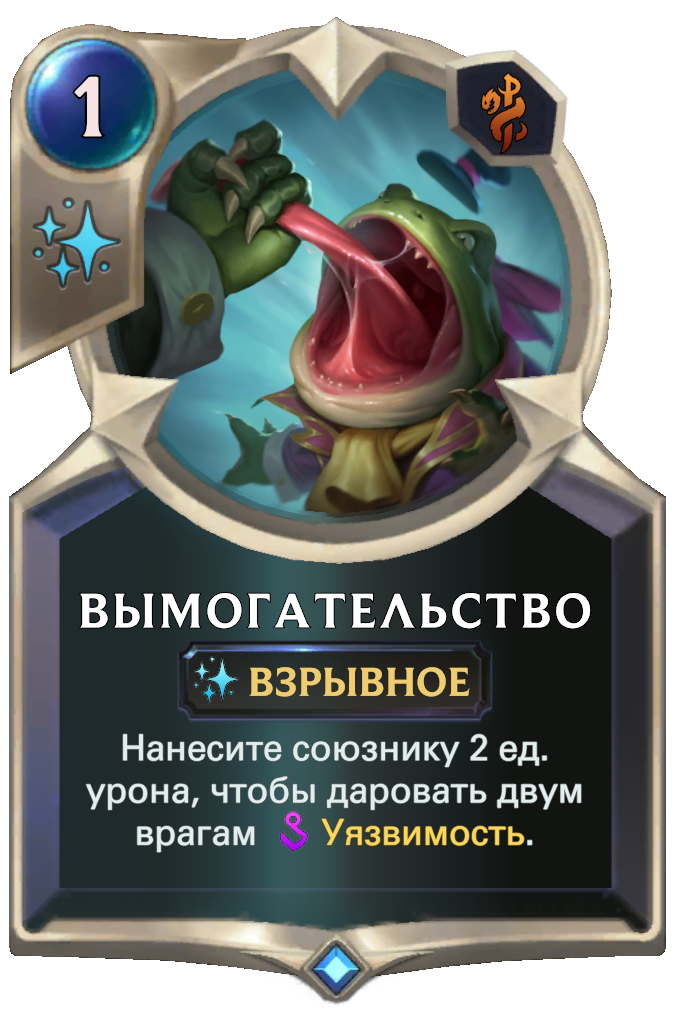 1
ВЫМОГАТЕЛЬСТВО
ВЗРЫВНОЕ
Нанесите союзнику 2 ед.
урона, чтобы даровать двум
врагам Уязвимость.